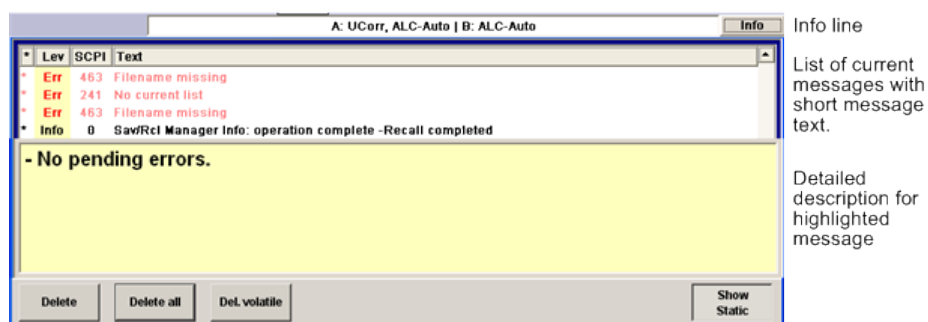 A: UCorr, ALC-Auto | B: ALC-Auto
Info
Info line
* Lev SCPI Text
* Err 463 Filename missing
* Err 241 No current list
* Err 463 Filename missing
* Info 0 Sav/Rcl Manager Info: operation complete -Recall completed
List of current
messages with
short message
text.
- No pending errors.
Detailed
description for
highlighted
message
Delete
Delete all
Del. volatile
Show
Static